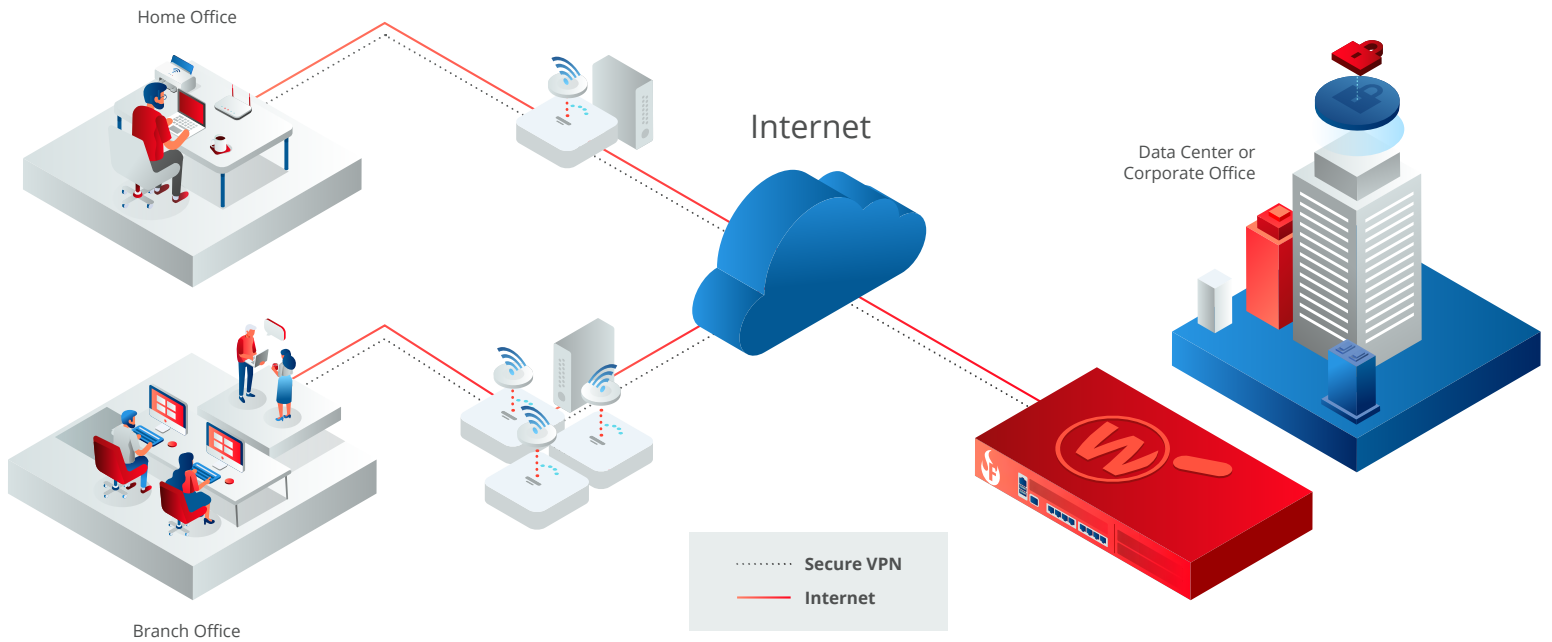 Home Office
Internet
Data Center or
Corporate Office
W
F
Secure VPN
Internet
Branch Office